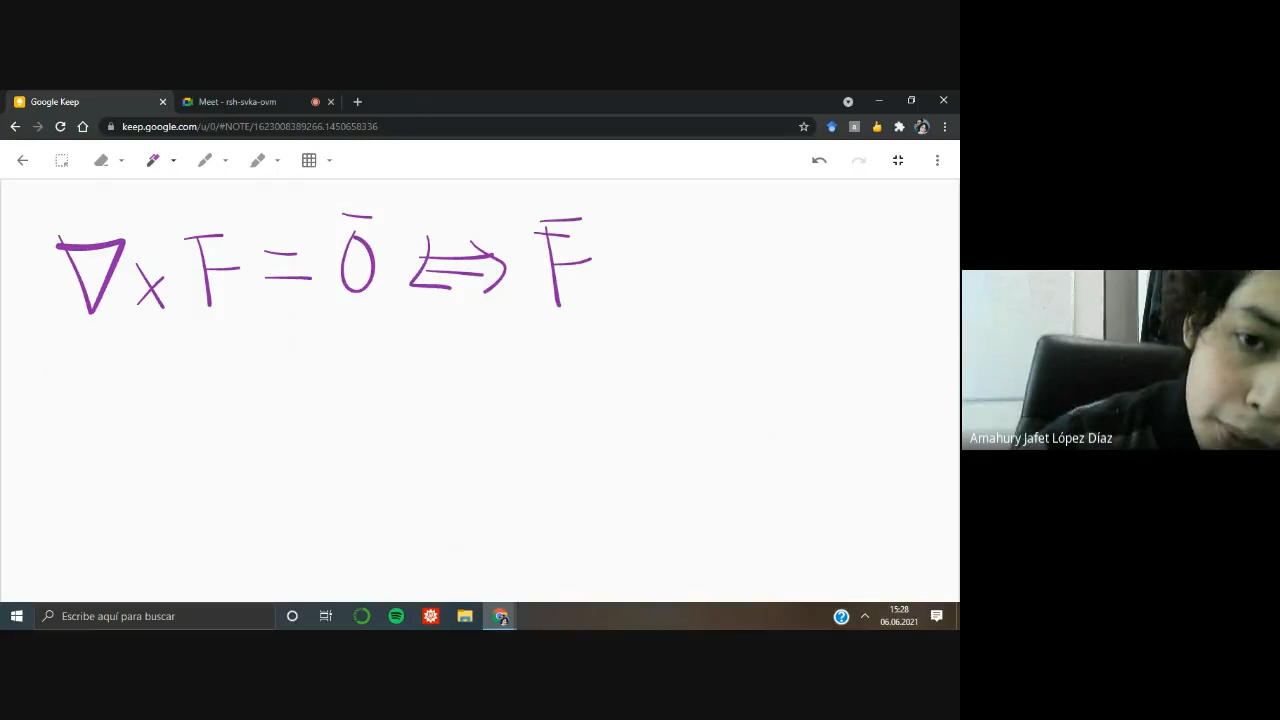 Google Keep
Meet - rsh-svka-ovm
keep.google.com/u/0/#NOTE/1623008389266.1450658336
∇ x F = 0̄ ⇔ F̄
Amahury Jafet López Díaz
Escribe aquí para buscar
15:28
06.06.2021